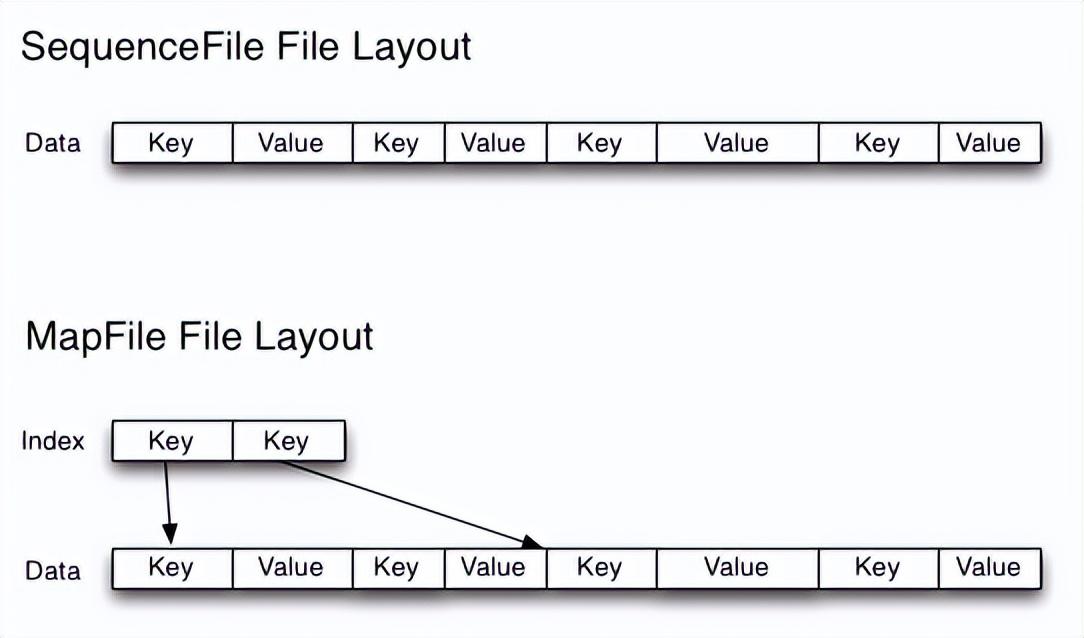 SequenceFile File Layout
Data Key Value Key Value Key Value Key Value
MapFile File Layout
Index Key Key
Data Key Value Key Value Key Value Key Value